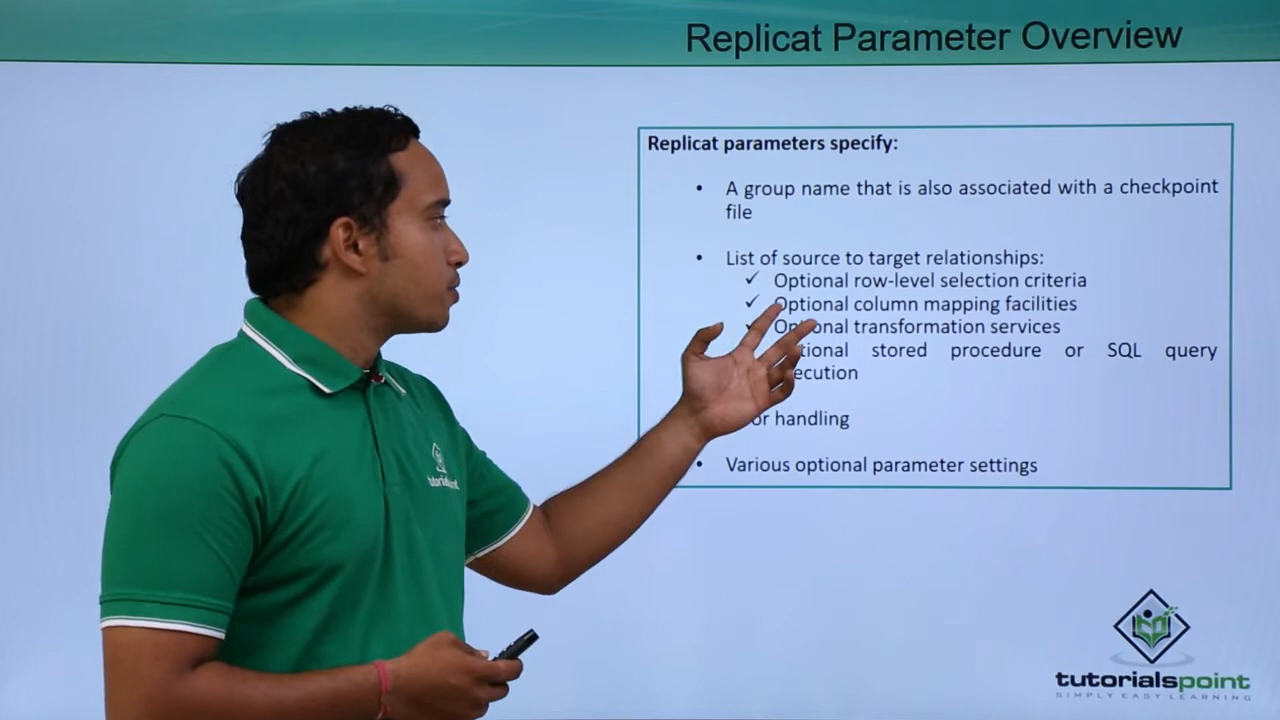 Replicat Parameter Overview
Replicat parameters specify:
• A group name that is also associated with a checkpoint
file
• List of source to target relationships:
✓ Optional row-level selection criteria
✓ Optional column mapping facilities
✓ transformation services
stored procedure or SQL query
handling
• Various optional parameter settings
tutorialspoint
tutorialspoint
SIMPLY EASY LEARNING